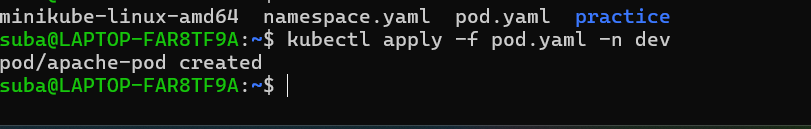 minikube-linux-amd64  namespace.yaml  pod.yaml  practice
suba@LAPTOP-FAR8TF9A:~$ kubectl apply -f pod.yaml -n dev
pod/apache-pod created
suba@LAPTOP-FAR8TF9A:~$